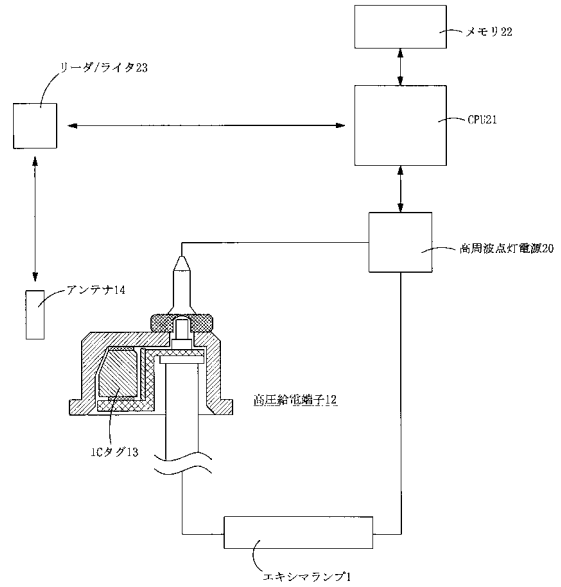 メモリ22
リーダ/ライタ23
CPU21
高周波点灯電源20
アンテナ14
高圧給電端子12
ICタグ13
エキシマランプ1